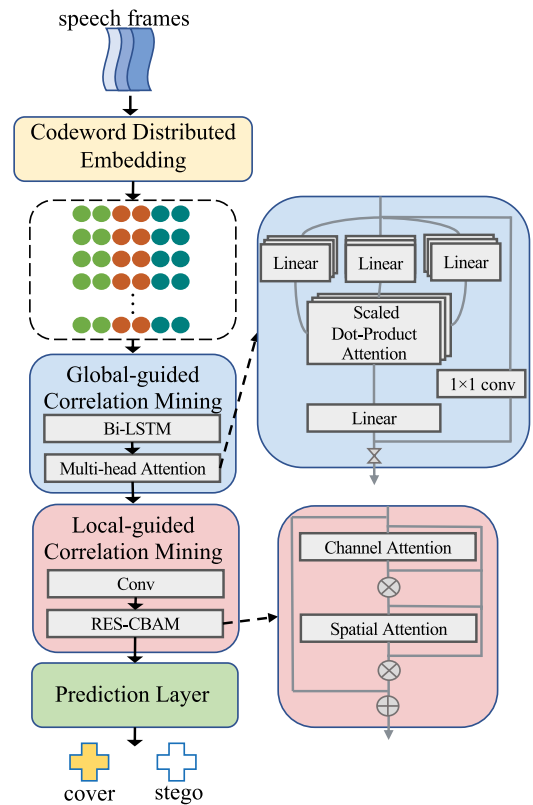 speech frames
Codeword Distributed
Embedding
Global-guided
Correlation Mining
Bi-LSTM
Multi-head Attention
Local-guided
Correlation Mining
Conv
RES-CBAM
Prediction Layer
cover
stego
Linear
Linear
Linear
Scaled
Dot-Product
Attention
1×1 conv
Linear
Channel Attention
Spatial Attention